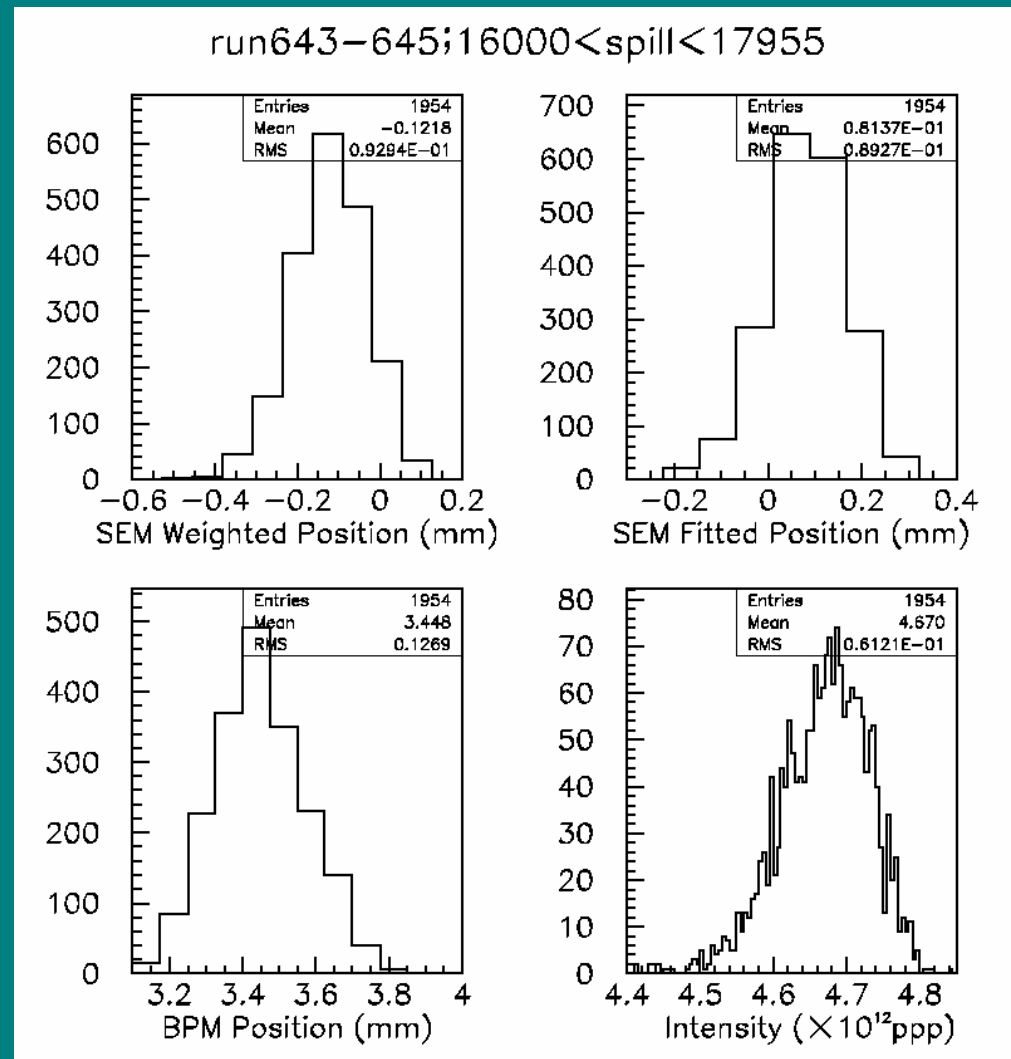 run643−645;16000<spill<17955
Entries 1954
Mean −0.1218
RMS 0.9294E−01
600
500
400
300
200
100
0
−0.6 −0.4 −0.2 0 0.2
SEM Weighted Position (mm)
Entries 1954
Mean 0.8137E−01
RMS 0.8927E−01
700
600
500
400
300
200
100
0
−0.2 0 0.2 0.4
SEM Fitted Position (mm)
Entries 1954
Mean 3.448
RMS 0.1269
500
400
300
200
100
0
3.2 3.4 3.6 3.8 4
BPM Position (mm)
Entries 1954
Mean 4.670
RMS 0.6121E−01
80
70
60
50
40
30
20
10
0
4.4 4.5 4.6 4.7 4.8
Intensity (×10¹²ppp)